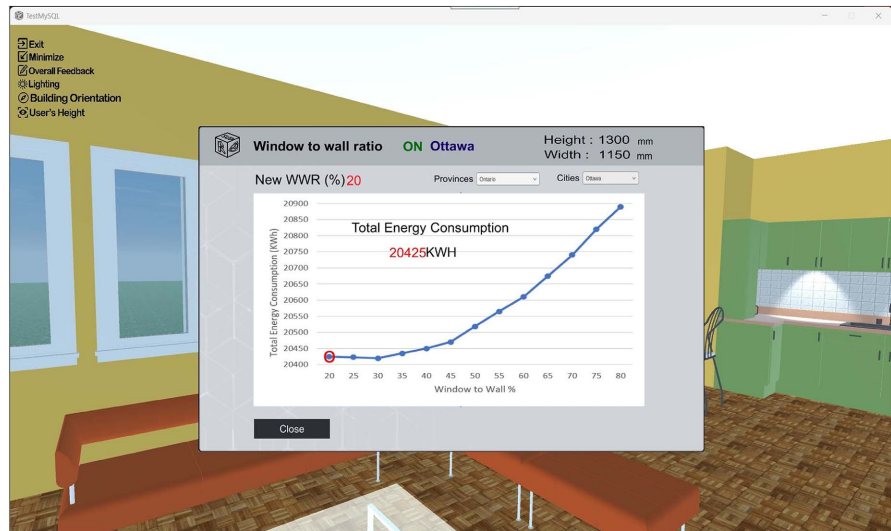 TestMySQL
Exit
Minimize
Overall Feedback
Lighting
Building Orientation
User's Height
Window to wall ratio ON Ottawa
Height : 1300 mm
Width : 1150 mm
New WWR (%) 20
Provinces Ontario
Cities Ottawa
Total Energy Consumption
20425KWH
Total Energy Consumption (KWh)
20900
20850
20800
20750
20700
20650
20600
20550
20500
20450
20400
20 25 30 35 40 45 50 55 60 65 70 75 80
Window to Wall %
Close